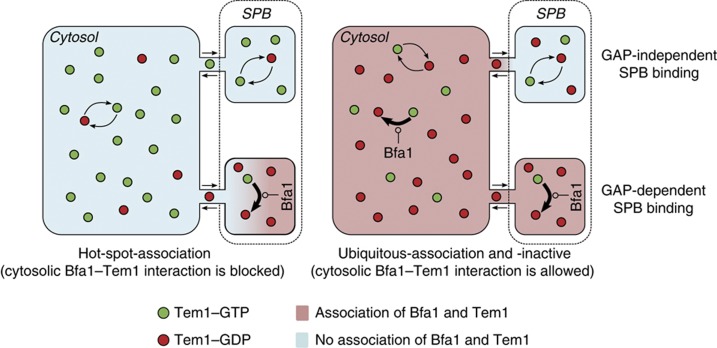 SPB
SPB
Cytosol
Cytosol
GAP-independent
SPB binding
Bfa1
Bfa1
Bfa1
GAP-dependent
SPB binding
Hot-spot-association
(cytosolic Bfa1–Tem1 interaction is blocked)
Ubiquitous-association and -inactive
(cytosolic Bfa1–Tem1 interaction is allowed)
Tem1–GTP
Association of Bfa1 and Tem1
Tem1–GDP
No association of Bfa1 and Tem1